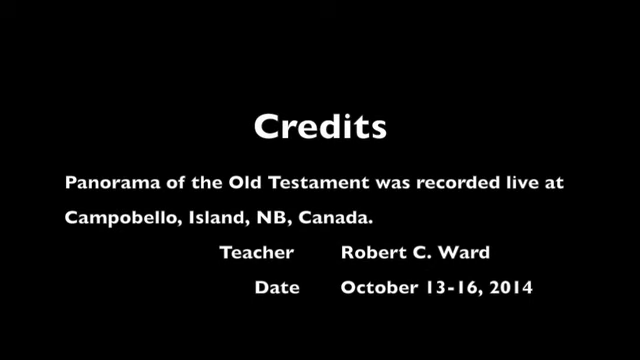 Credits
Panorama of the Old Testament was recorded live at
Campobello, Island, NB, Canada.
Teacher Robert C. Ward
Date October 13-16, 2014